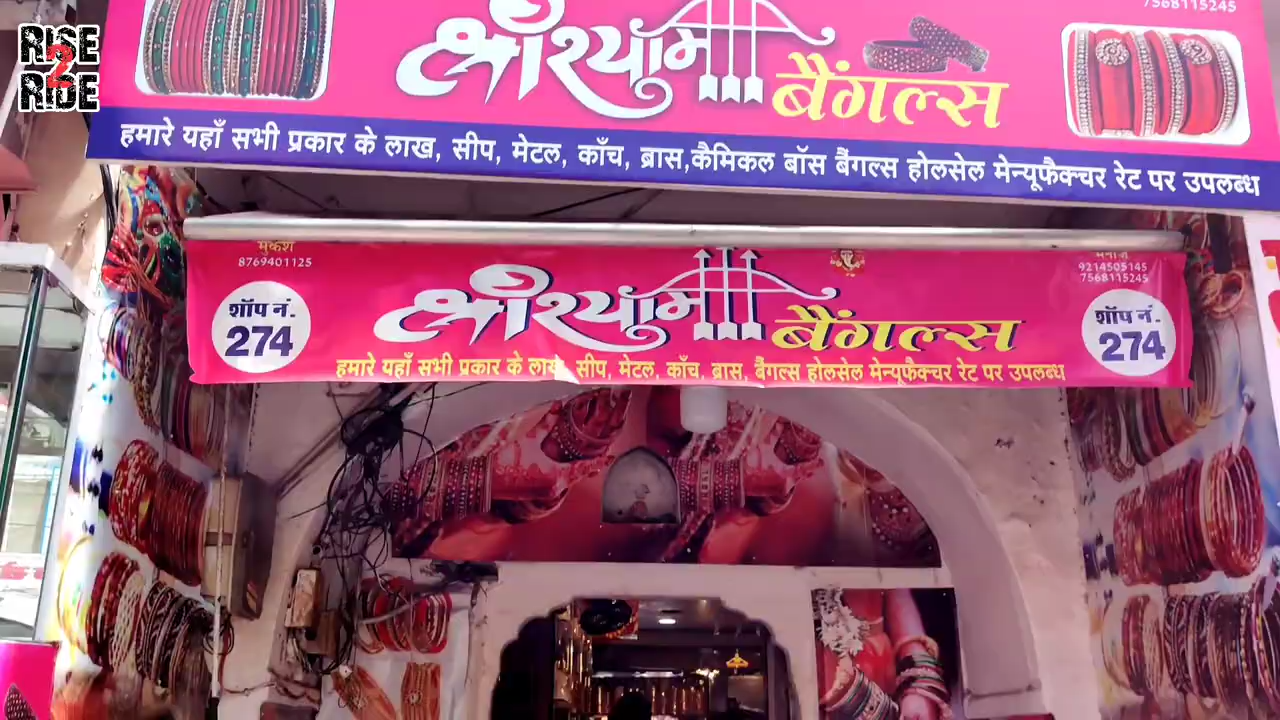 RISE
2
RIDE
7568115245
श्री श्याम बैंगल्स
हमारे यहाँ सभी प्रकार के लाख, सीप, मेटल, काँच, ब्रास,कैमिकल बॉस बैंगल्स होलसेल मेन्यूफैक्चर रेट पर उपलब्ध
मुकेश
8769401125
शॉप नं.
274
श्री श्याम बैंगल्स
मनोज
9214505145
7568115245
शॉप नं.
274
हमारे यहाँ सभी प्रकार के लाख, सीप, मेटल, काँच, ब्रास, बैंगल्स होलसेल मेन्यूफैक्चर रेट पर उपलब्ध